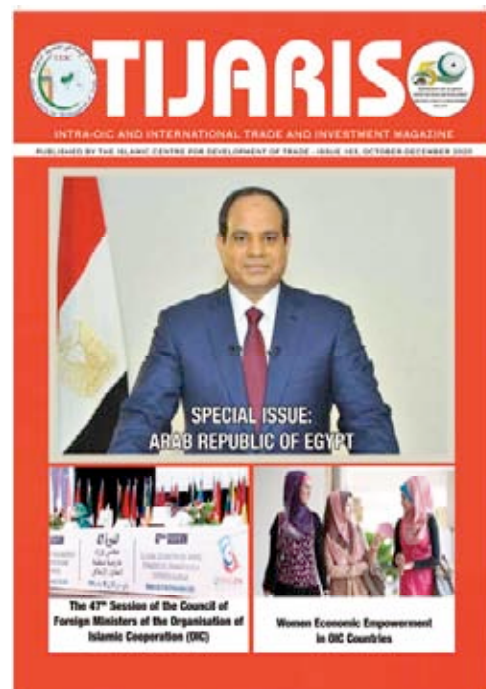 TIJARIS
INTRA-OIC AND INTERNATIONAL TRADE AND INVESTMENT MAGAZINE
PUBLISHED BY THE ISLAMIC CENTRE FOR DEVELOPMENT OF TRADE - ISSUE 163, OCTOBER-DECEMBER 2020
SPECIAL ISSUE:
ARAB REPUBLIC OF EGYPT
The 47th Session of the Council of
Foreign Ministers of the Organisation of
Islamic Cooperation (OIC)
Women Economic Empowerment
in OIC Countries